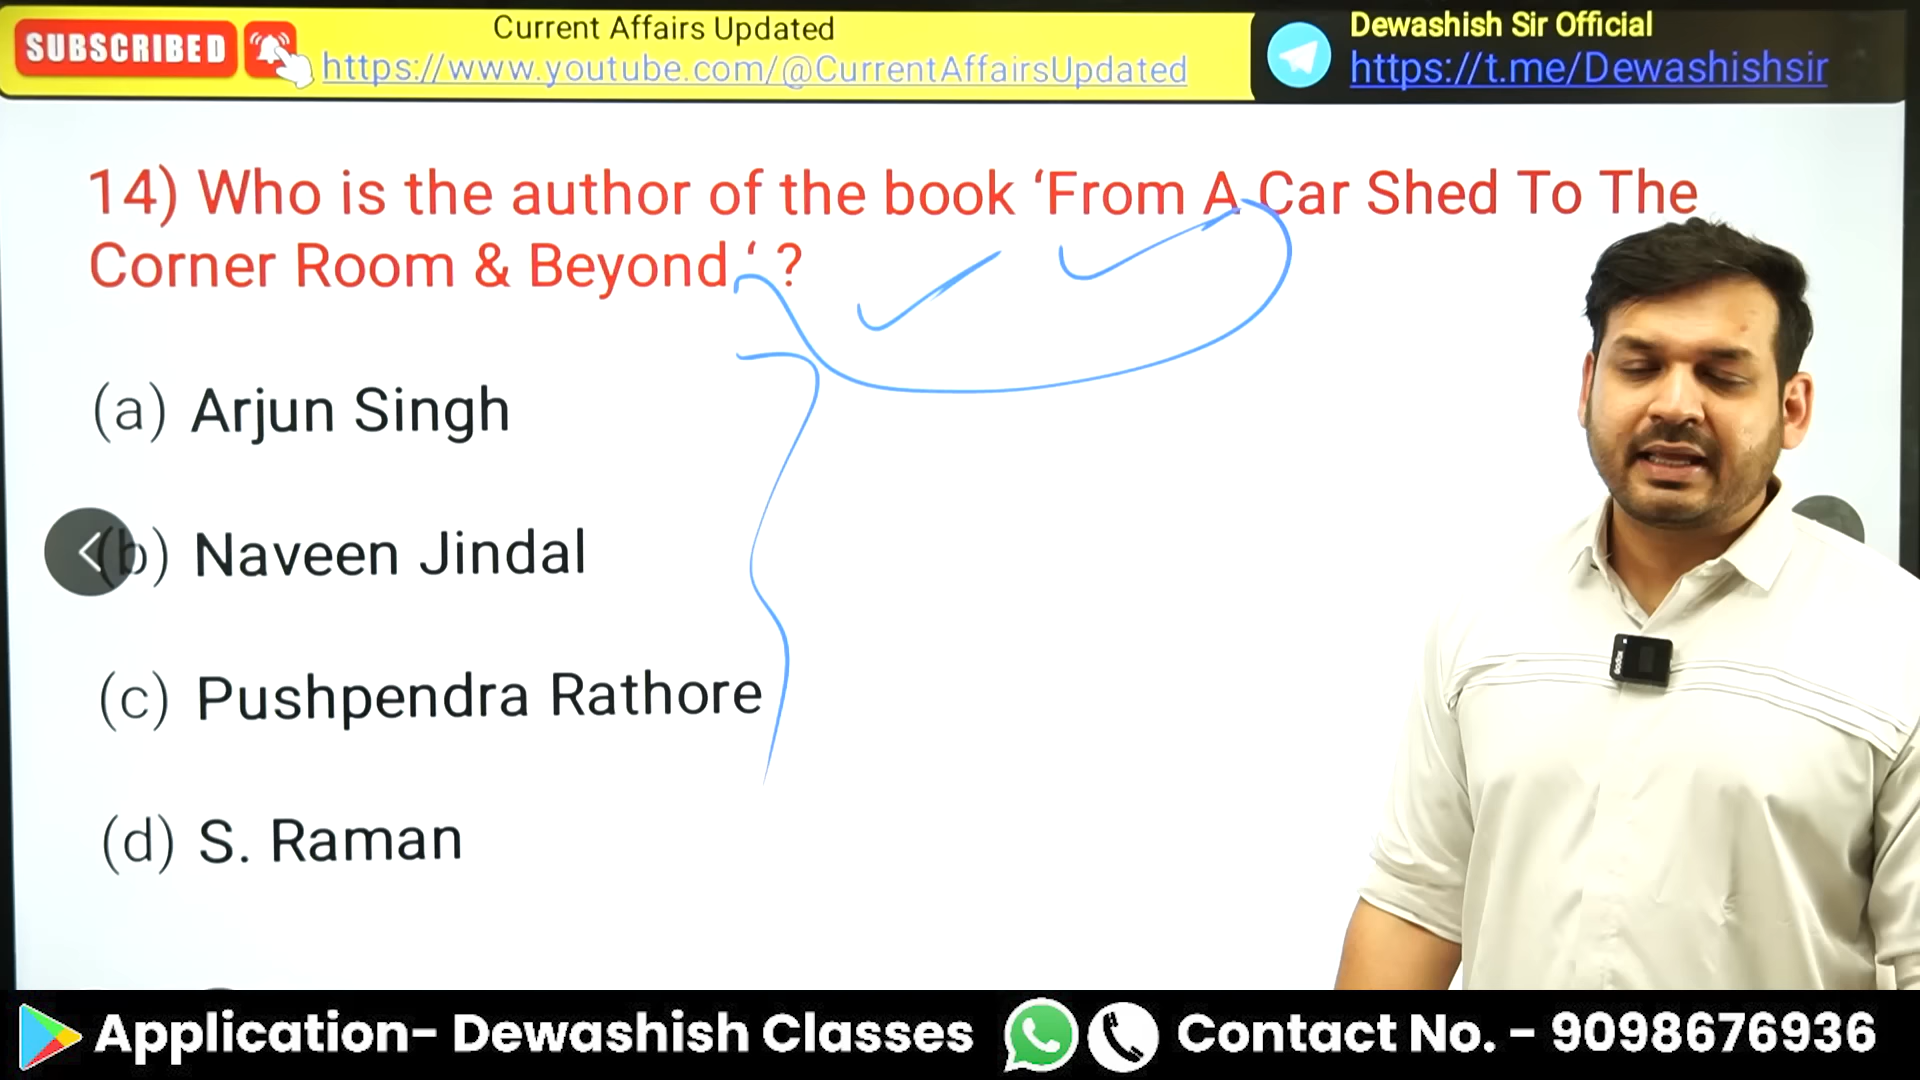 SUBSCRIBED
Current Affairs Updated
https://www.youtube.com/@CurrentAffairsUpdated
Dewashish Sir Official
https://t.me/Dewashishsir
14) Who is the author of the book ‘From A Car Shed To The
Corner Room & Beyond ‘ ?
(a) Arjun Singh
(b) Naveen Jindal
(c) Pushpendra Rathore
(d) S. Raman
Godox
Application- Dewashish Classes
Contact No. - 9098676936